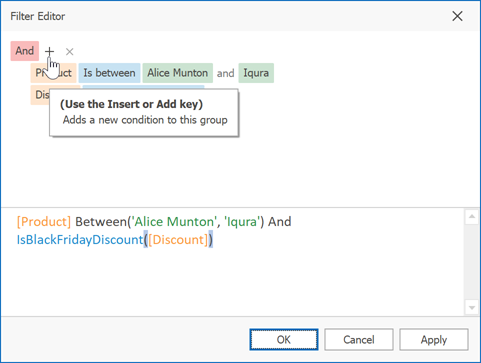 Filter Editor
And
Product Is between Alice Munton and Iqura
Dis
(Use the Insert or Add key)
Adds a new condition to this group
[Product] Between('Alice Munton', 'Iqura') And
IsBlackFridayDiscount([Discount])
OK Cancel Apply